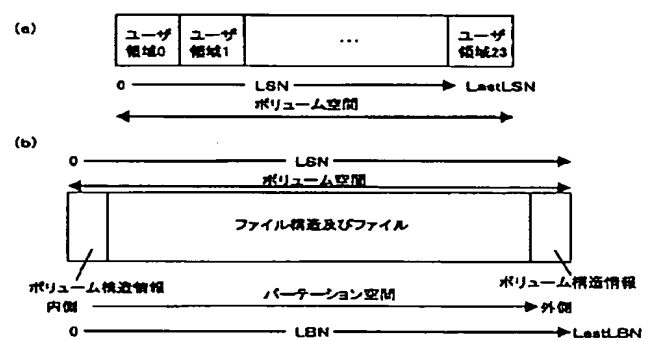 (a)
ユーザ
領域0
ユーザ
領域1
...
ユーザ
領域23
0 LSN LastLSN
ボリューム空間
(b)
0 LSN
ボリューム空間
ファイル構造及びファイル
ボリューム構造情報 ボリューム構造情報
内側 パーテーション空間 外側
0 LBN LastLBN